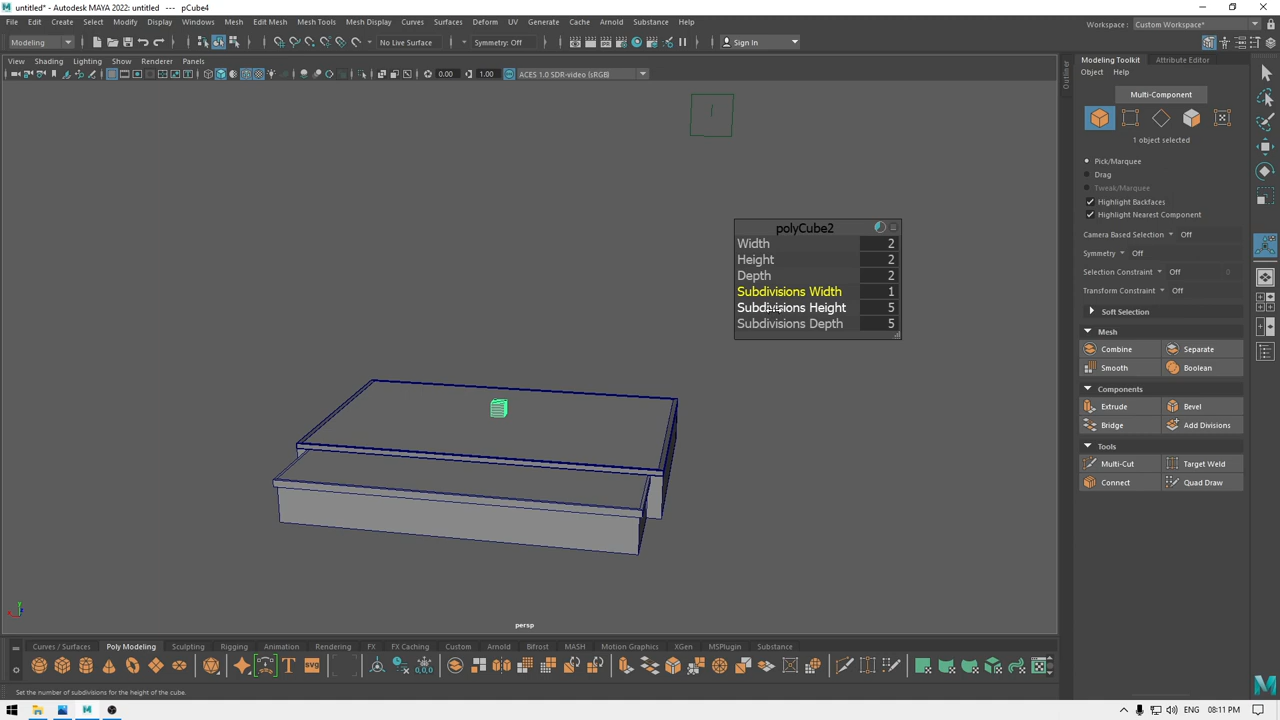 untitled* - Autodesk MAYA 2022: untitled --- pCube4
File Edit Create Select Modify Display Windows Mesh Edit Mesh Mesh Tools Mesh Display Curves Surfaces Deform UV Generate Cache Arnold Substance Help
Workspace : Custom Workspace*
Modeling No Live Surface Symmetry: Off Sign In
View Shading Lighting Show Renderer Panels
0.00 1.00 ACES 1.0 SDR-video (sRGB)
Outliner
Modeling Toolkit Attribute Editor
Object Help
Multi-Component
1 object selected
Pick/Marquee
Drag
Tweak/Marquee
Highlight Backfaces
Highlight Nearest Component
Camera Based Selection Off
Symmetry Off
Selection Constraint Off
Transform Constraint Off
Soft Selection
Mesh
Combine Separate
Smooth Boolean
Components
Extrude Bevel
Bridge Add Divisions
Tools
Multi-Cut Target Weld
Connect Quad Draw
polyCube2
Width 2
Height 2
Depth 2
Subdivisions Width 1
Subdivisions Height 5
Subdivisions Depth 5
persp
Curves / Surfaces Poly Modeling Sculpting Rigging Animation Rendering FX FX Caching Custom Arnold Bifrost MASH Motion Graphics XGen MSPlugin Substance
T SVG 0,0,0
Set the number of subdivisions for the height of the cube.
08:11 PM